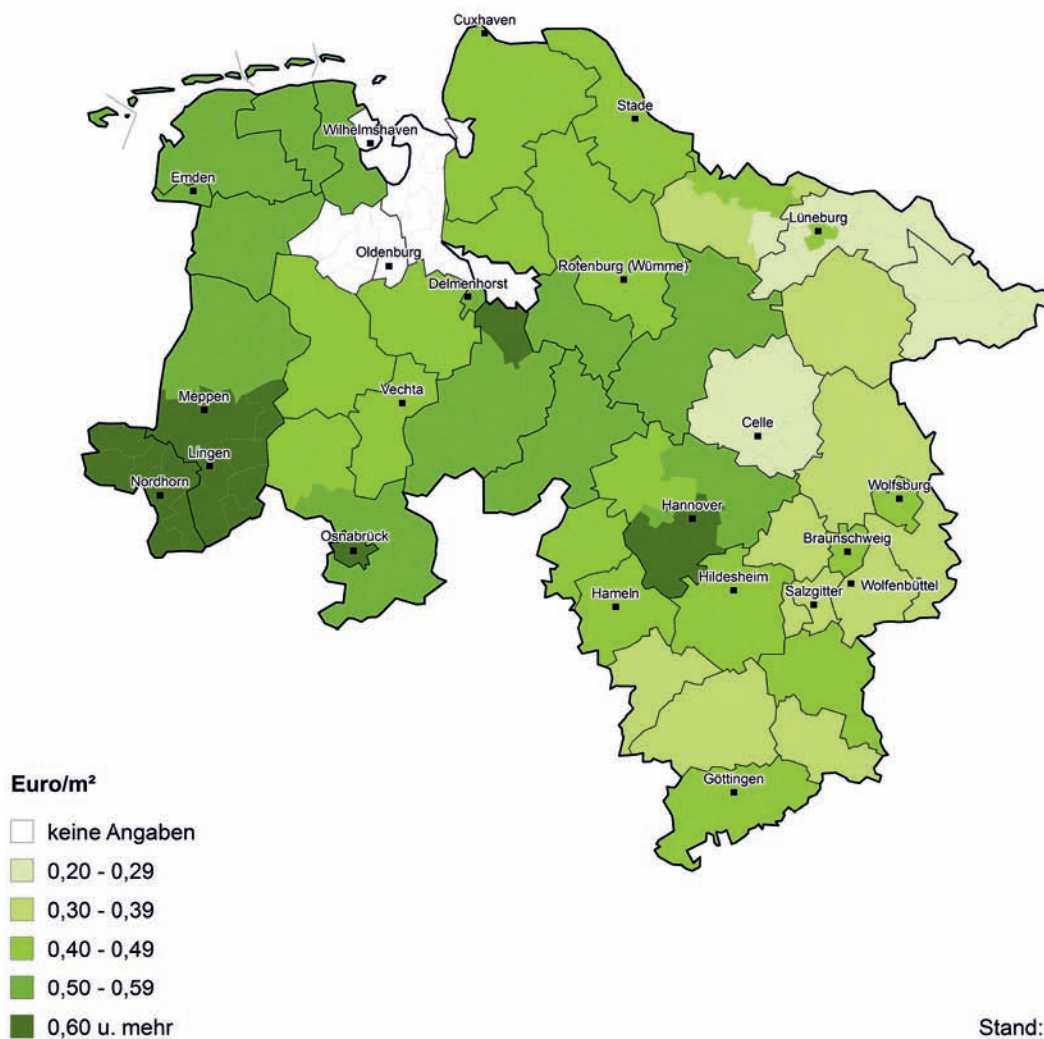 Cuxhaven
Stade
Wilhelmshaven
Emden
Lüneburg
Oldenburg
Rotenburg (Wümme)
Delmenhorst
Vechta
Meppen
Celle
Lingen
Nordhorn
Wolfsburg
Hannover
Osnabrück
Braunschweig
Hildesheim
Hameln
Salzgitter
Wolfenbüttel
Göttingen
Euro/m²
keine Angaben
0,20 - 0,29
0,30 - 0,39
0,40 - 0,49
0,50 - 0,59
0,60 u. mehr
Stand: